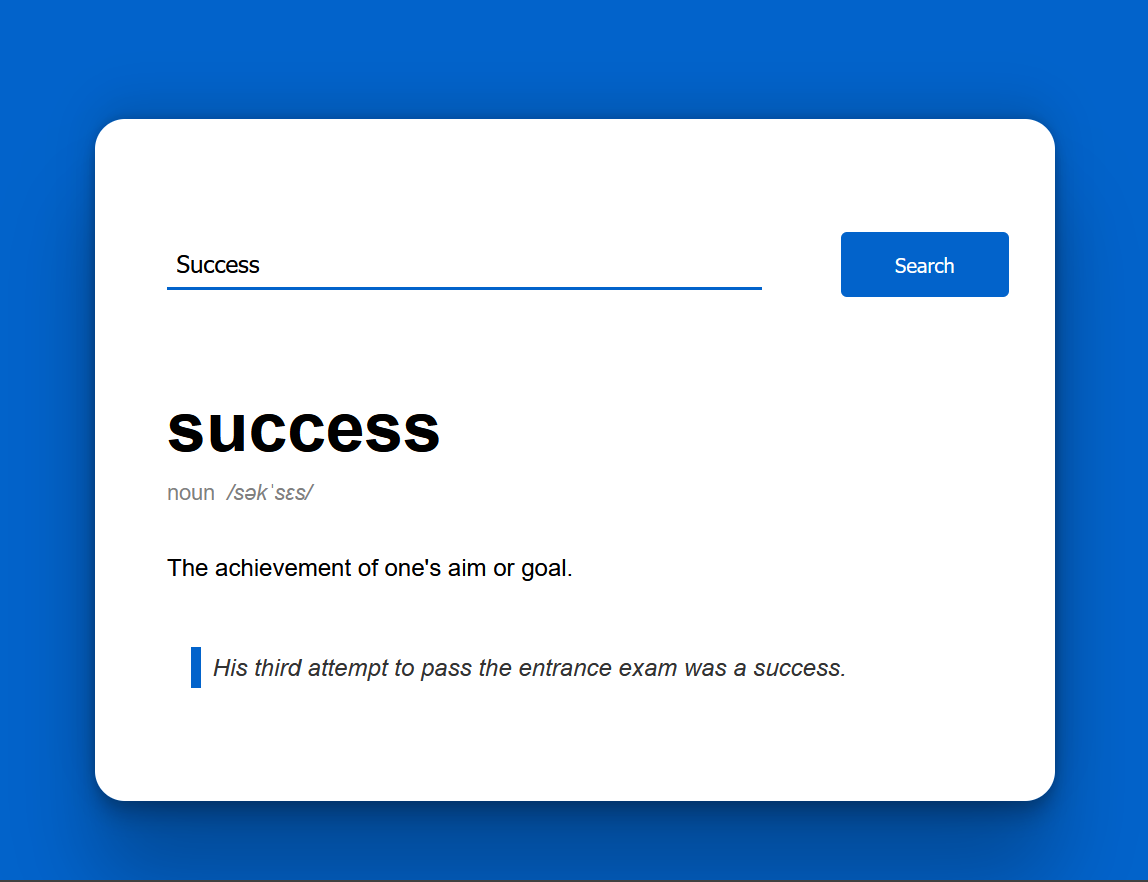 Success
Search
success
noun /səkˈsɛs/
The achievement of one's aim or goal.
His third attempt to pass the entrance exam was a success.